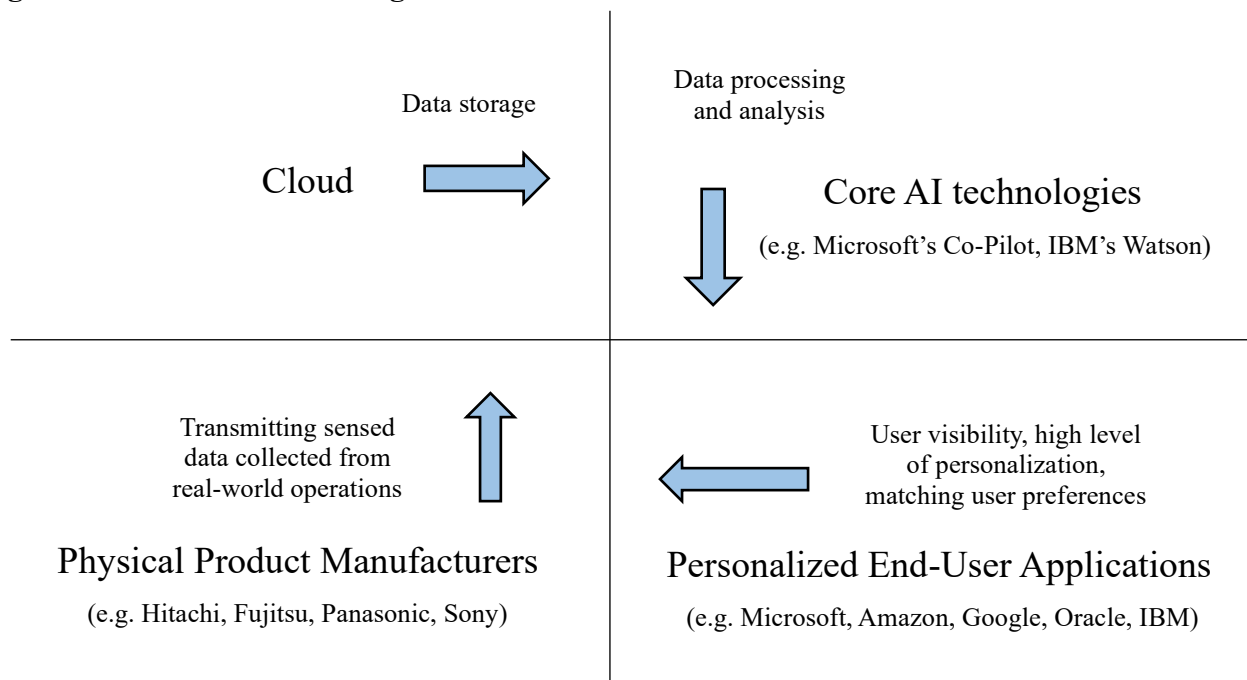 Data storage
Cloud
Data processing
and analysis
Core AI technologies
(e.g. Microsoft’s Co-Pilot, IBM’s Watson)
Transmitting sensed
data collected from
real-world operations
Physical Product Manufacturers
(e.g. Hitachi, Fujitsu, Panasonic, Sony)
User visibility, high level
of personalization,
matching user preferences
Personalized End-User Applications
(e.g. Microsoft, Amazon, Google, Oracle, IBM)